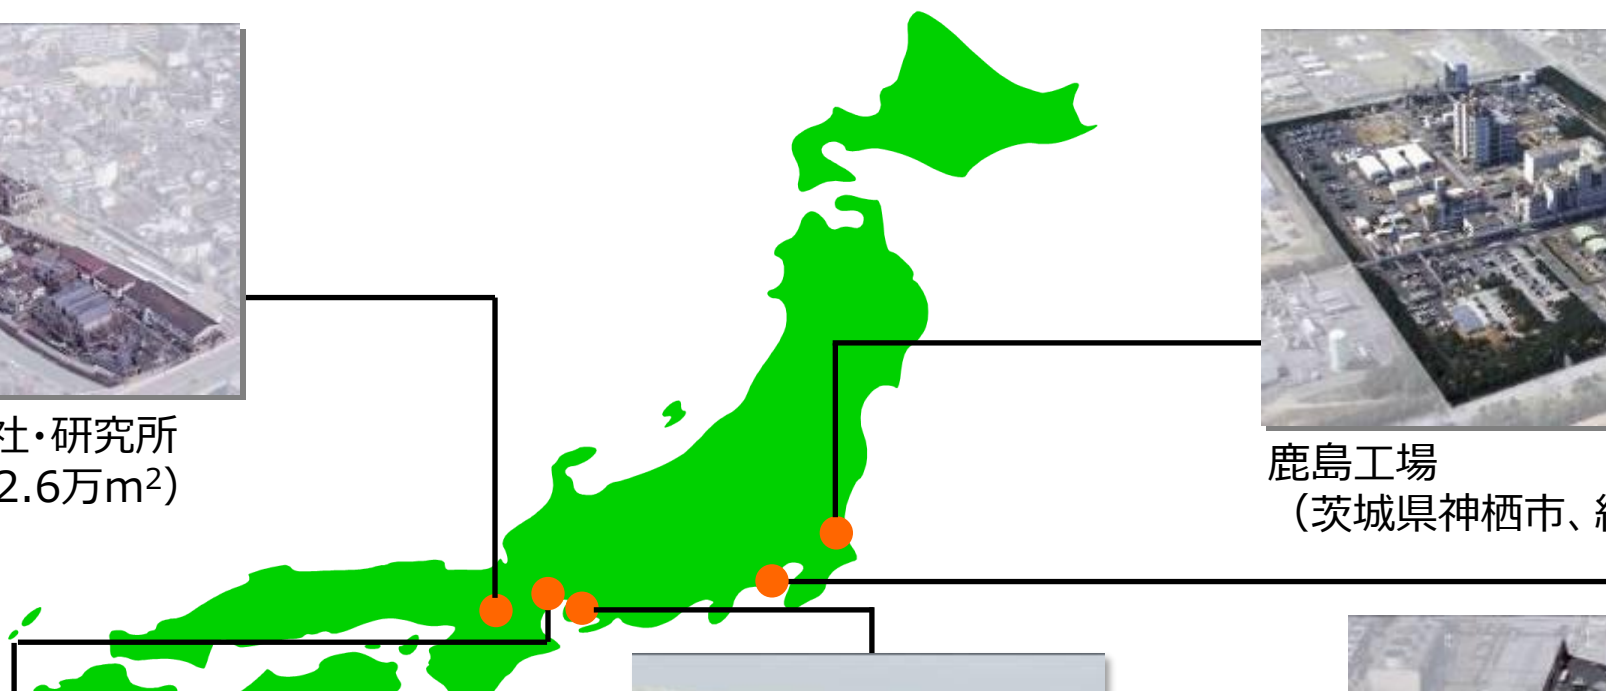 社・研究所
2.6万m²）
鹿島工場
（茨城県神栖市、